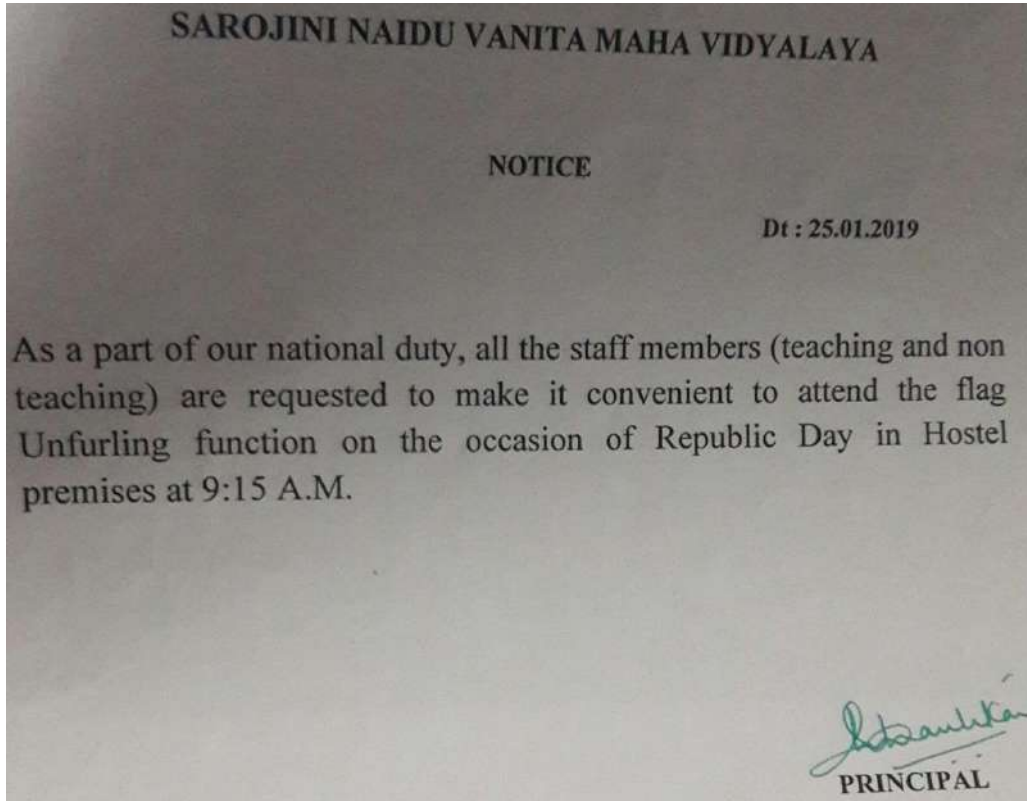 SAROJINI NAIDU VANITA MAHA VIDYALAYA
NOTICE
Dt : 25.01.2019
As a part of our national duty, all the staff members (teaching and non
teaching) are requested to make it convenient to attend the flag
Unfurling function on the occasion of Republic Day in Hostel
premises at 9:15 A.M.
PRINCIPAL